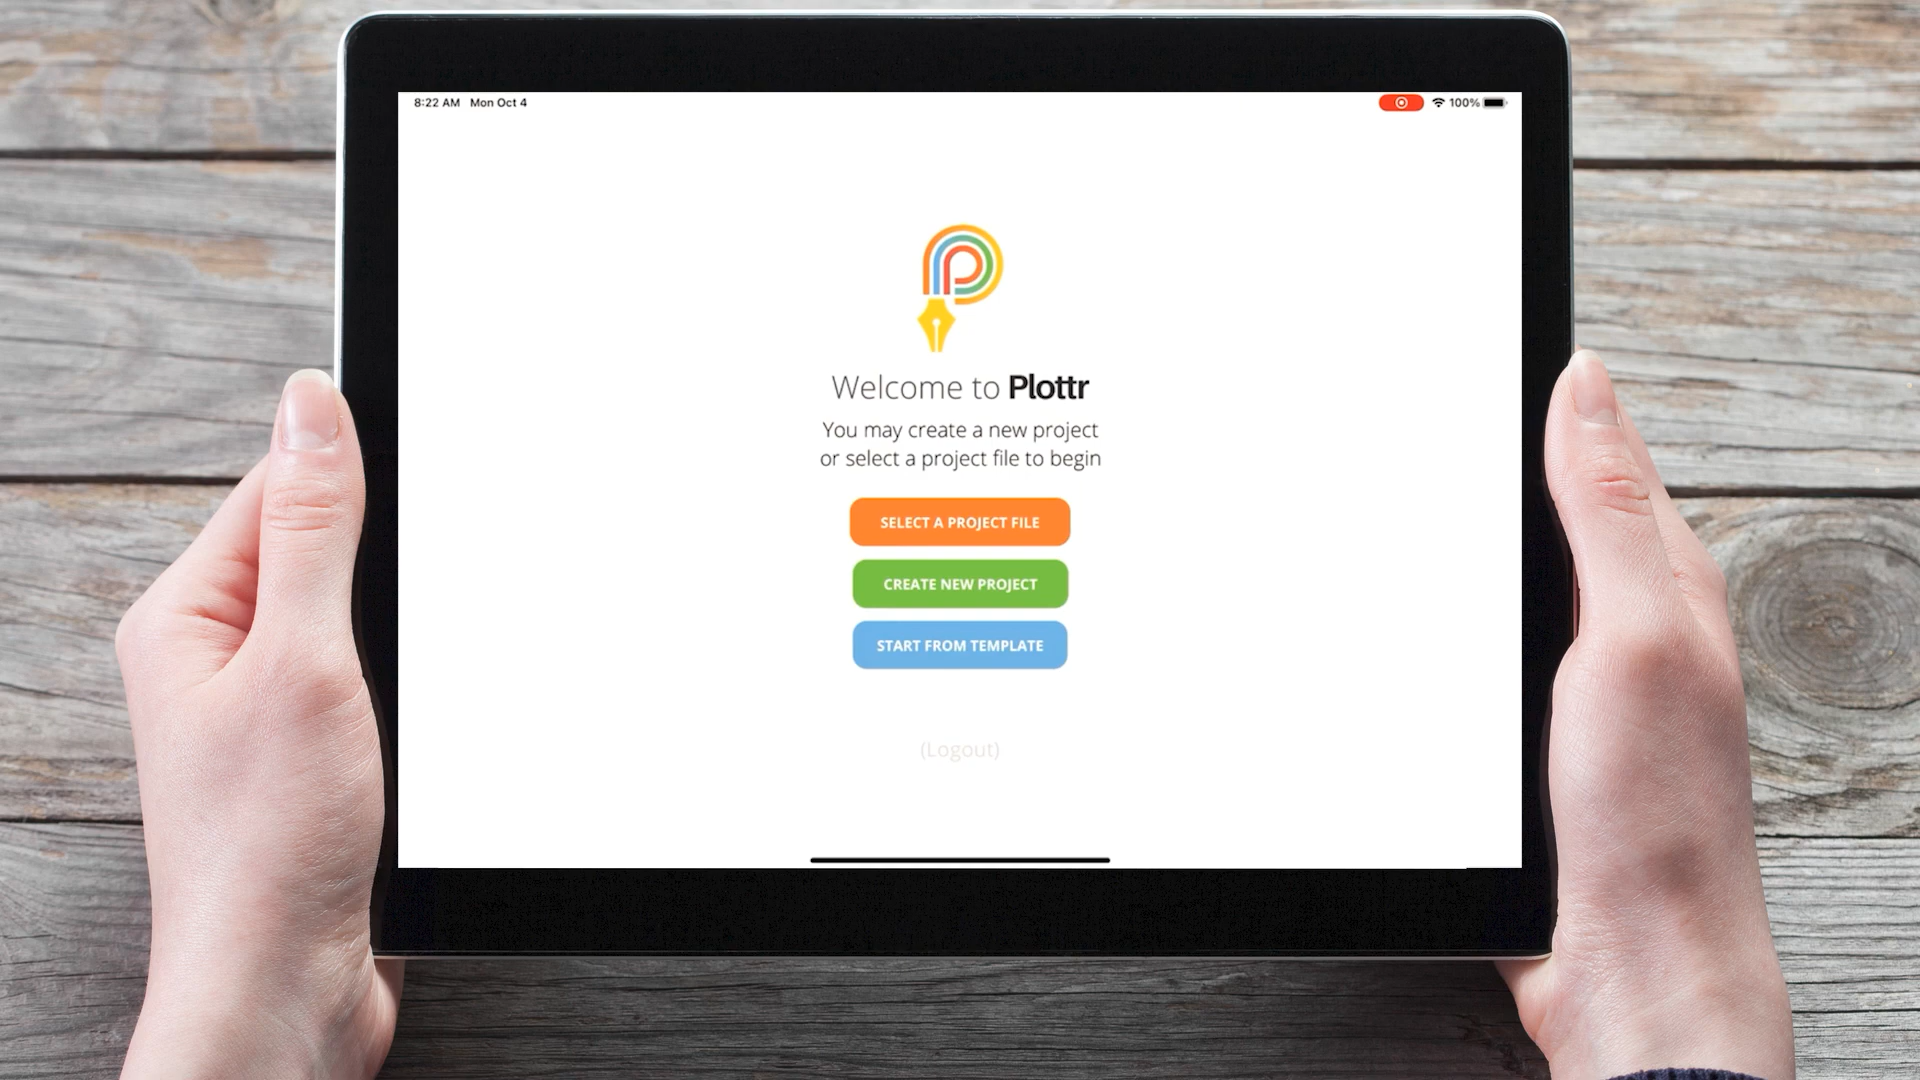 8:22 AM Mon Oct 4
100%
Welcome to Plottr
You may create a new project
or select a project file to begin
SELECT A PROJECT FILE
CREATE NEW PROJECT
START FROM TEMPLATE
(Logout)